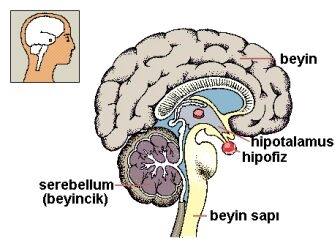 beyin
hipotalamus
hipofiz
serebellum
(beyincik)
beyin sapı